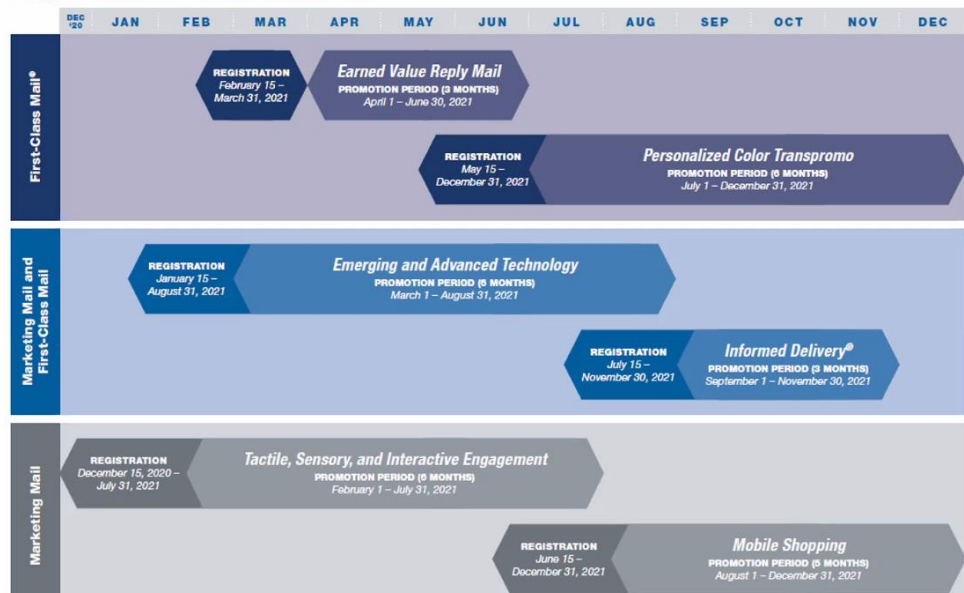 DEC '20 JAN FEB MAR APR MAY JUN JUL AUG SEP OCT NOV DEC
First-Class Mail®
REGISTRATION
February 15 –
March 31, 2021
Earned Value Reply Mail
PROMOTION PERIOD (3 MONTHS)
April 1 – June 30, 2021
REGISTRATION
May 15 –
December 31, 2021
Personalized Color Transpromo
PROMOTION PERIOD (6 MONTHS)
July 1 – December 31, 2021
Marketing Mail and
First-Class Mail
REGISTRATION
January 15 –
August 31, 2021
Emerging and Advanced Technology
PROMOTION PERIOD (6 MONTHS)
March 1 – August 31, 2021
REGISTRATION
July 15 –
November 30, 2021
Informed Delivery®
PROMOTION PERIOD (3 MONTHS)
September 1 – November 30, 2021
Marketing Mail
REGISTRATION
December 15, 2020 –
July 31, 2021
Tactile, Sensory, and Interactive Engagement
PROMOTION PERIOD (6 MONTHS)
February 1 – July 31, 2021
REGISTRATION
June 15 –
December 31, 2021
Mobile Shopping
PROMOTION PERIOD (5 MONTHS)
August 1 – December 31, 2021